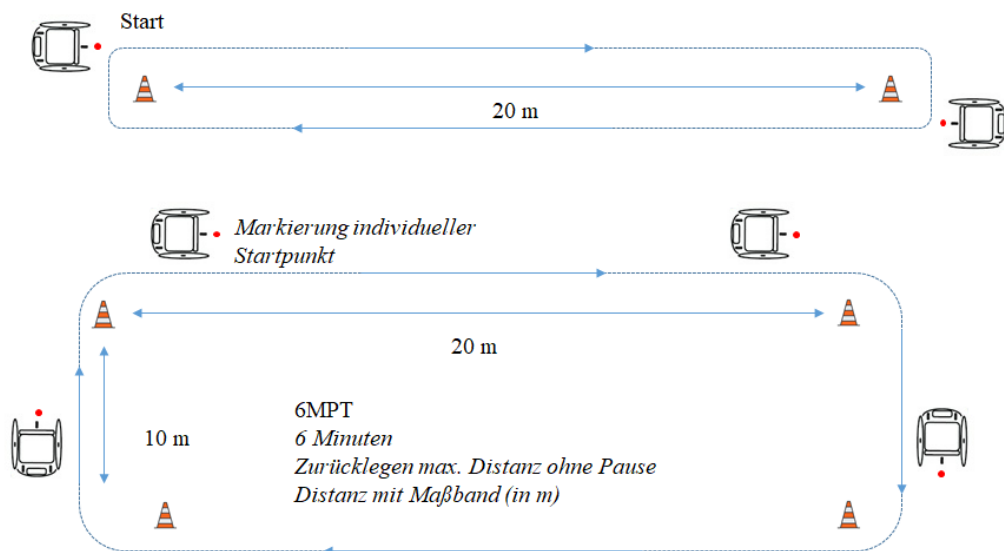 Start
20 m
Markierung individueller
Startpunkt
20 m
10 m
6MPT
6 Minuten
Zurücklegen max. Distanz ohne Pause
Distanz mit Maßband (in m)